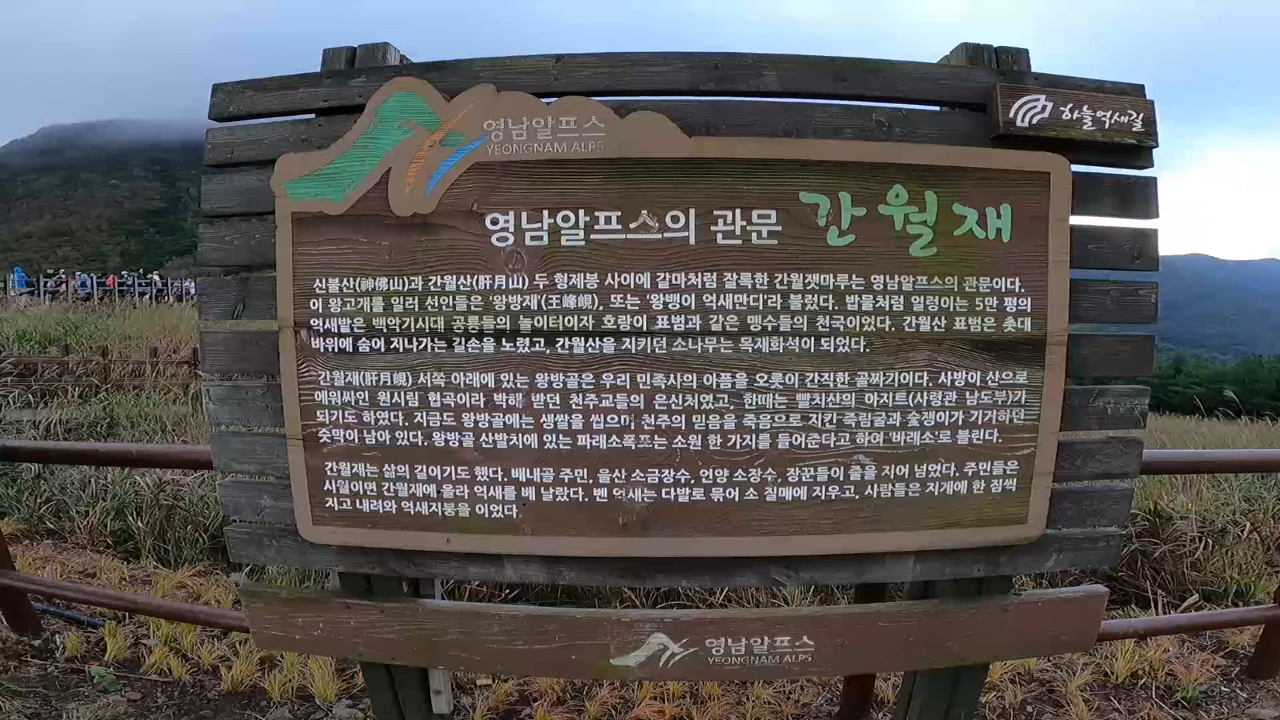 영남알프스
YEONGNAM ALPS
하늘억새길
영남알프스의 관문 간월재
신불산(神佛山)과 간월산(肝月山) 두 형제봉 사이에 갈마처럼 잘록한 간월잿마루는 영남알프스의 관문이다.
이 왕고개를 일러 선인들은 '왕방재'(王峰峴), 또는 '왕뱅이 억새만디'라 불렀다. 밥물처럼 일렁이는 5만 평의
억새밭은 백악기시대 공룡들의 놀이터이자 호랑이 표범과 같은 맹수들의 천국이었다. 간월산 표범은 촛대
바위에 숨어 지나가는 길손을 노렸고, 간월산을 지키던 소나무는 목재화석이 되었다.
간월재(肝月峴) 서쪽 아래에 있는 왕방골은 우리 민족사의 아픔을 오롯이 간직한 골짜기이다. 사방이 산으로
에워싸인 원시림 협곡이라 박해 받던 천주교들의 은신처였고, 한때는 빨치산의 아지트(사령관 남도부)가
되기도 하였다. 지금도 왕방골에는 생쌀을 씹으며 천주의 믿음을 죽음으로 지킨 죽림굴과 숯쟁이가 기거하던
숯막이 남아 있다. 왕방골 산발치에 있는 파래소폭포는 소원 한 가지를 들어준다고 하여 '바래소'로 불린다.
간월재는 삶의 길이기도 했다. 배내골 주민, 울산 소금장수, 언양 소장수, 장꾼들이 줄을 지어 넘었다. 주민들은
시월이면 간월재에 올라 억새를 베 날랐다. 벤 억새는 다발로 묶어 소 질매에 지우고, 사람들은 지게에 한 짐씩
지고 내려와 억새지붕을 이었다.
영남알프스
YEONGNAM ALPS